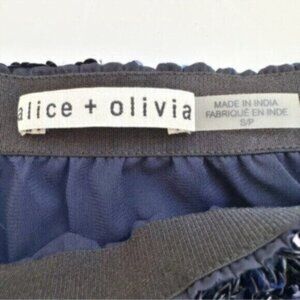 alice + olivia
MADE IN INDIA
FABRIQUÉ EN INDE
S/P